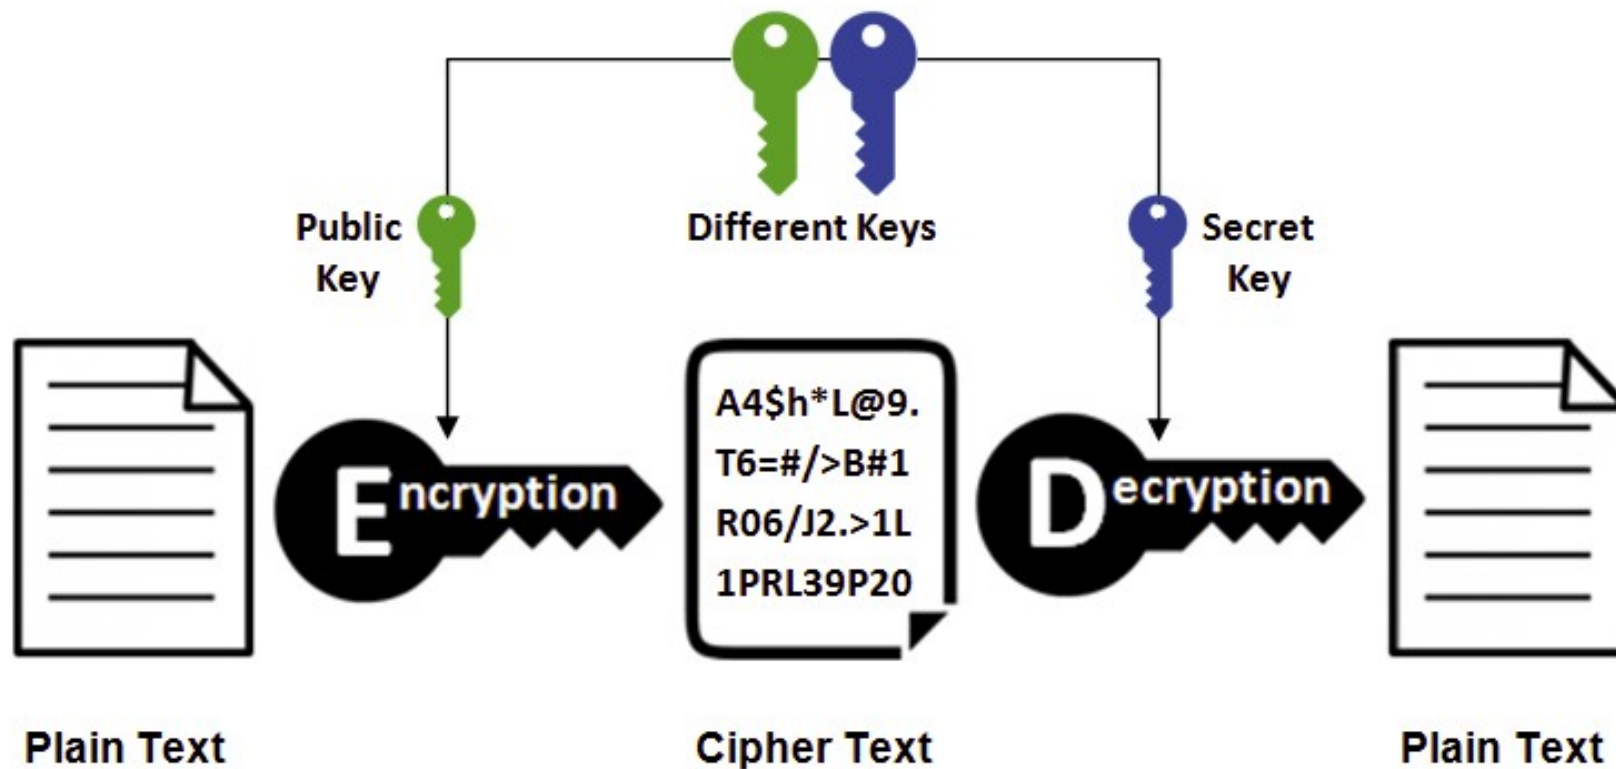 Public
Key
Different Keys
Secret
Key
Encryption
A4$h*L@9.
T6=#/>B#1
R06/J2.>1L
1PRL39P20
Decryption
Plain Text
Cipher Text
Plain Text